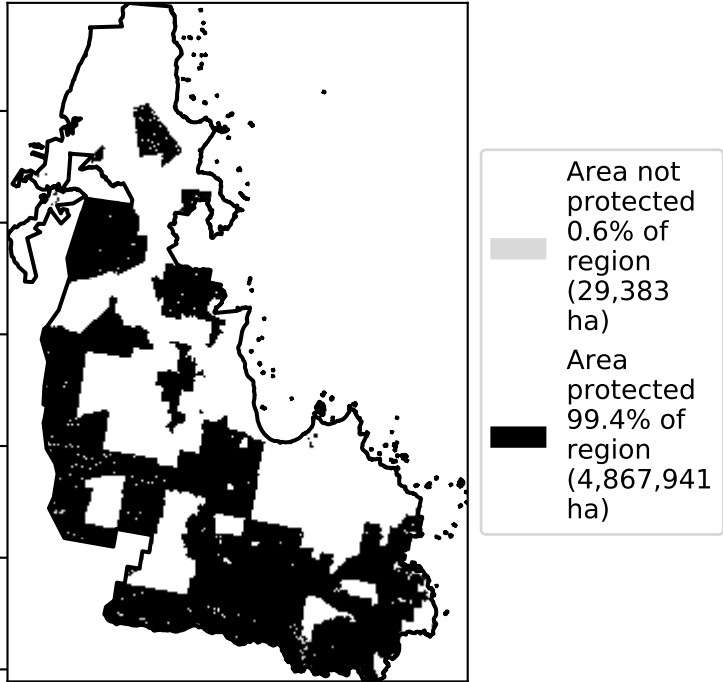 Area not
protected
0.6% of
region
(29,383
ha)
Area
protected
99.4% of
region
(4,867,941
ha)